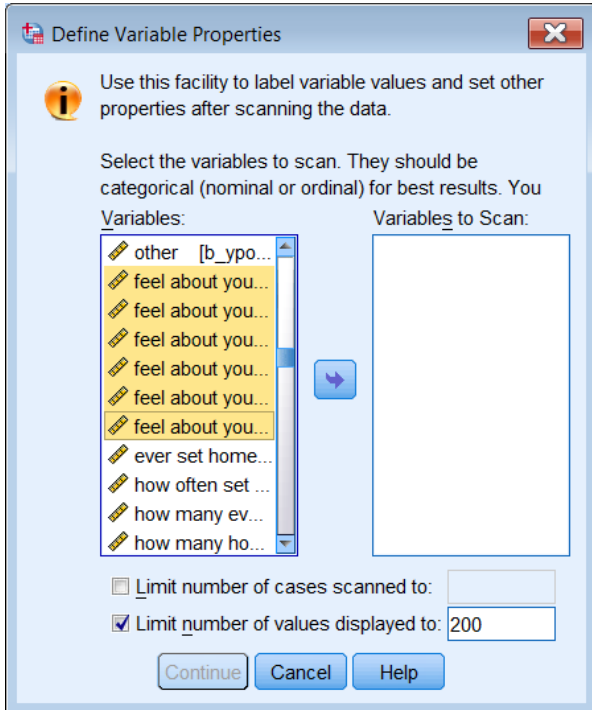 Define Variable Properties
Use this facility to label variable values and set other
properties after scanning the data.
Select the variables to scan. They should be
categorical (nominal or ordinal) for best results. You
Variables:
Variables to Scan:
other [b_ypo...
feel about you...
feel about you...
feel about you...
feel about you...
feel about you...
feel about you...
ever set home...
how often set ...
how many ev...
how many ho...
Limit number of cases scanned to:
Limit number of values displayed to: 200
Continue Cancel Help